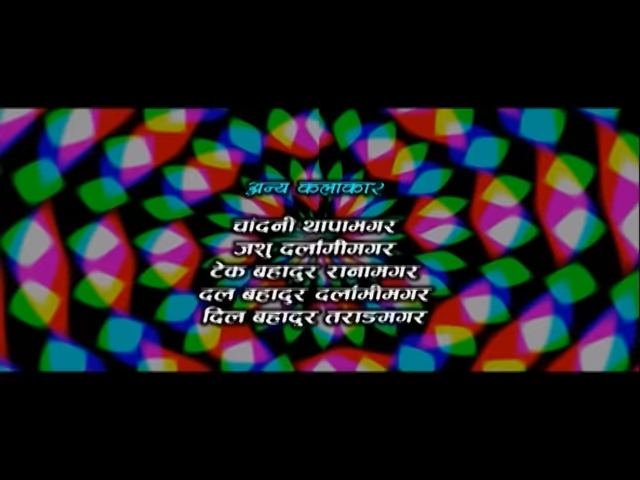 अन्य कलाकार
चांदनी थापामगर
जशु दर्लामीमगर
टेक बहादुर रानामगर
दल बहादुर दर्लामीमगर
दिल बहादुर तराङमगर